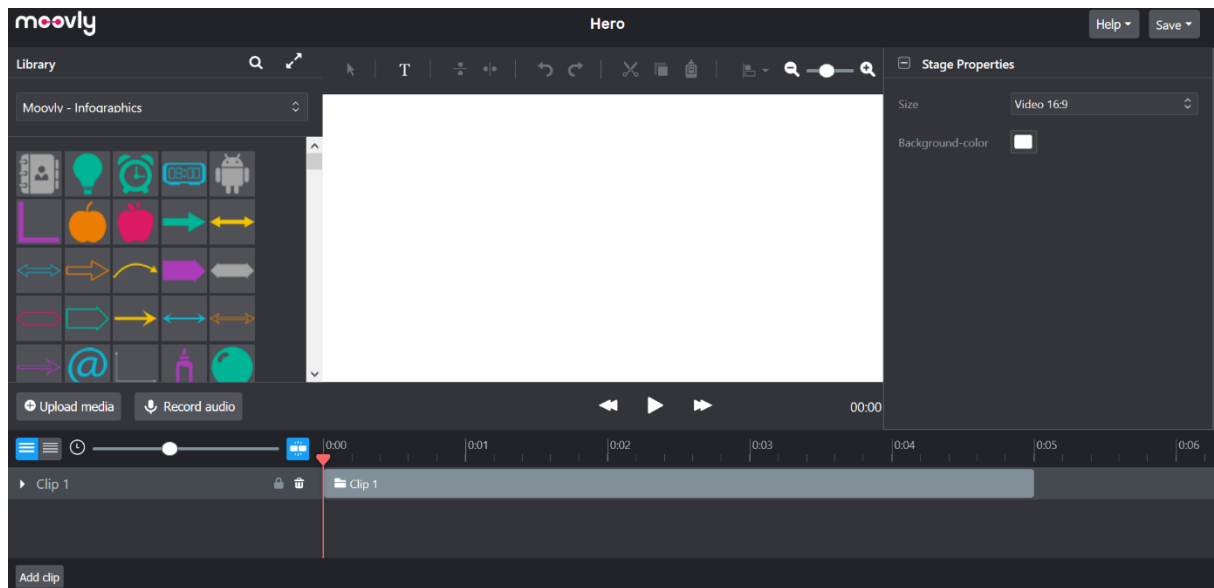 moovly
Hero
Help
Save
Library
T
Stage Properties
Moovly - Infographics
Size
Video 16:9
Background-color
08:00
@
Upload media
Record audio
00:00
0:00
0:01
0:02
0:03
0:04
0:05
0:06
Clip 1
Clip 1
Add clip